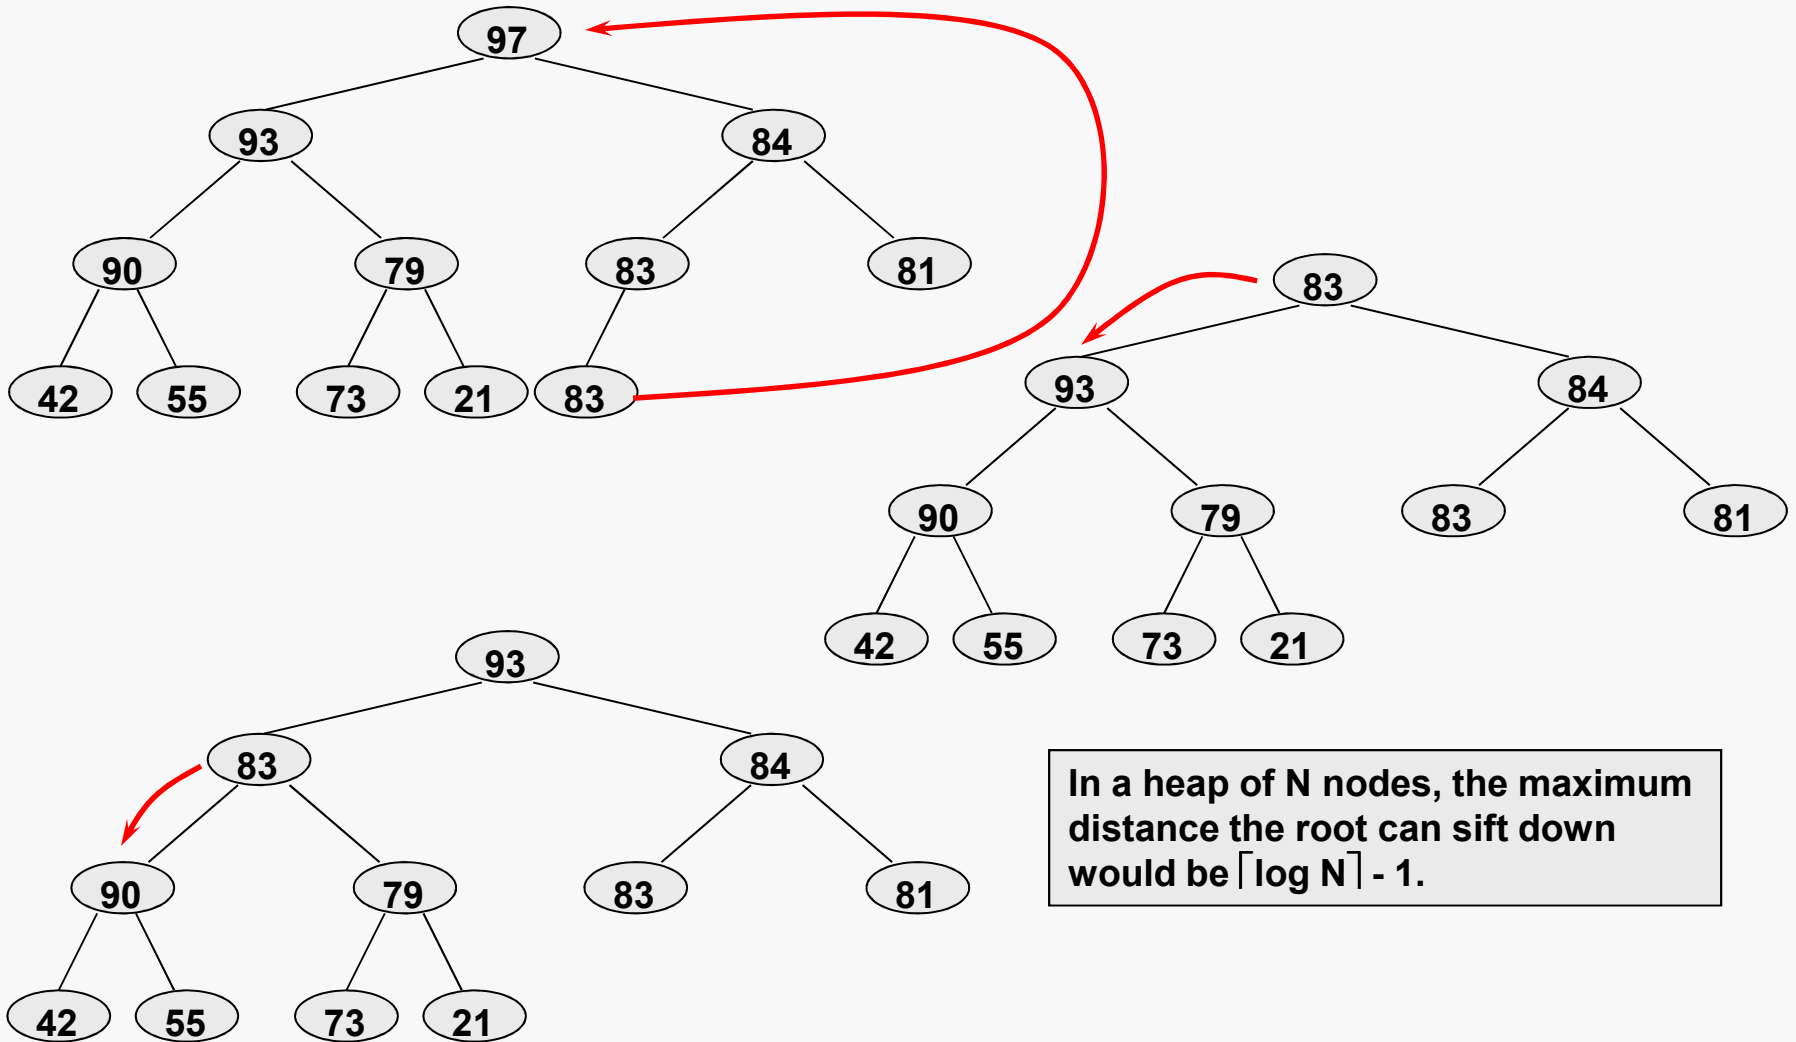 97
93 84
90 79 83 81
42 55 73 21 83
83
93 84
90 79 83 81
42 55 73 21
93
83 84
90 79 83 81
42 55 73 21
In a heap of N nodes, the maximum
distance the root can sift down
would be ⌈log N⌉ - 1.